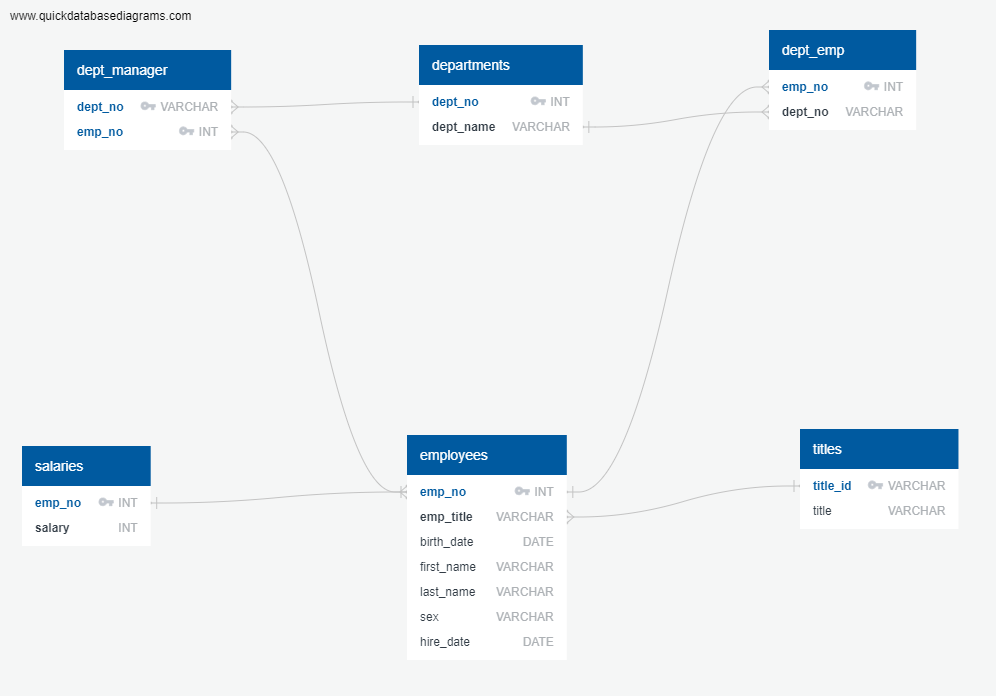 www.quickdatabasediagrams.com
dept_manager
dept_no VARCHAR
emp_no INT
departments
dept_no INT
dept_name VARCHAR
dept_emp
emp_no INT
dept_no VARCHAR
salaries
emp_no INT
salary INT
employees
emp_no INT
emp_title VARCHAR
birth_date DATE
first_name VARCHAR
last_name VARCHAR
sex VARCHAR
hire_date DATE
titles
title_id VARCHAR
title VARCHAR